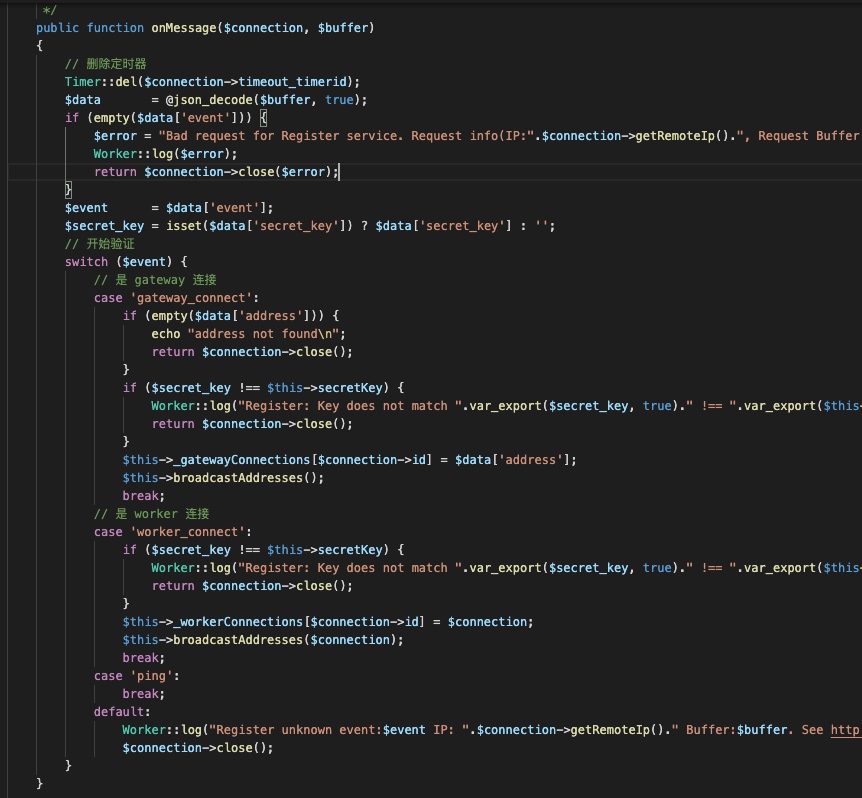 */
public function onMessage($connection, $buffer)
{
// 删除定时器
Timer::del($connection->timeout_timerid);
$data       = @json_decode($buffer, true);
if (empty($data['event'])) {
$error = "Bad request for Register service. Request info(IP:".$connection->getRemoteIp().", Request Buffer
Worker::log($error);
return $connection->close($error);
}
$event      = $data['event'];
$secret_key = isset($data['secret_key']) ? $data['secret_key'] : '';
// 开始验证
switch ($event) {
// 是 gateway 连接
case 'gateway_connect':
if (empty($data['address'])) {
echo "address not found\n";
return $connection->close();
}
if ($secret_key !== $this->secretKey) {
Worker::log("Register: Key does not match ".var_export($secret_key, true)." !== ".var_export($this-
return $connection->close();
}
$this->_gatewayConnections[$connection->id] = $data['address'];
$this->broadcastAddresses();
break;
// 是 worker 连接
case 'worker_connect':
if ($secret_key !== $this->secretKey) {
Worker::log("Register: Key does not match ".var_export($secret_key, true)." !== ".var_export($this-
return $connection->close();
}
$this->_workerConnections[$connection->id] = $connection;
$this->broadcastAddresses($connection);
break;
case 'ping':
break;
default:
Worker::log("Register unknown event:$event IP: ".$connection->getRemoteIp()." Buffer:$buffer. See http
$connection->close();
}
}